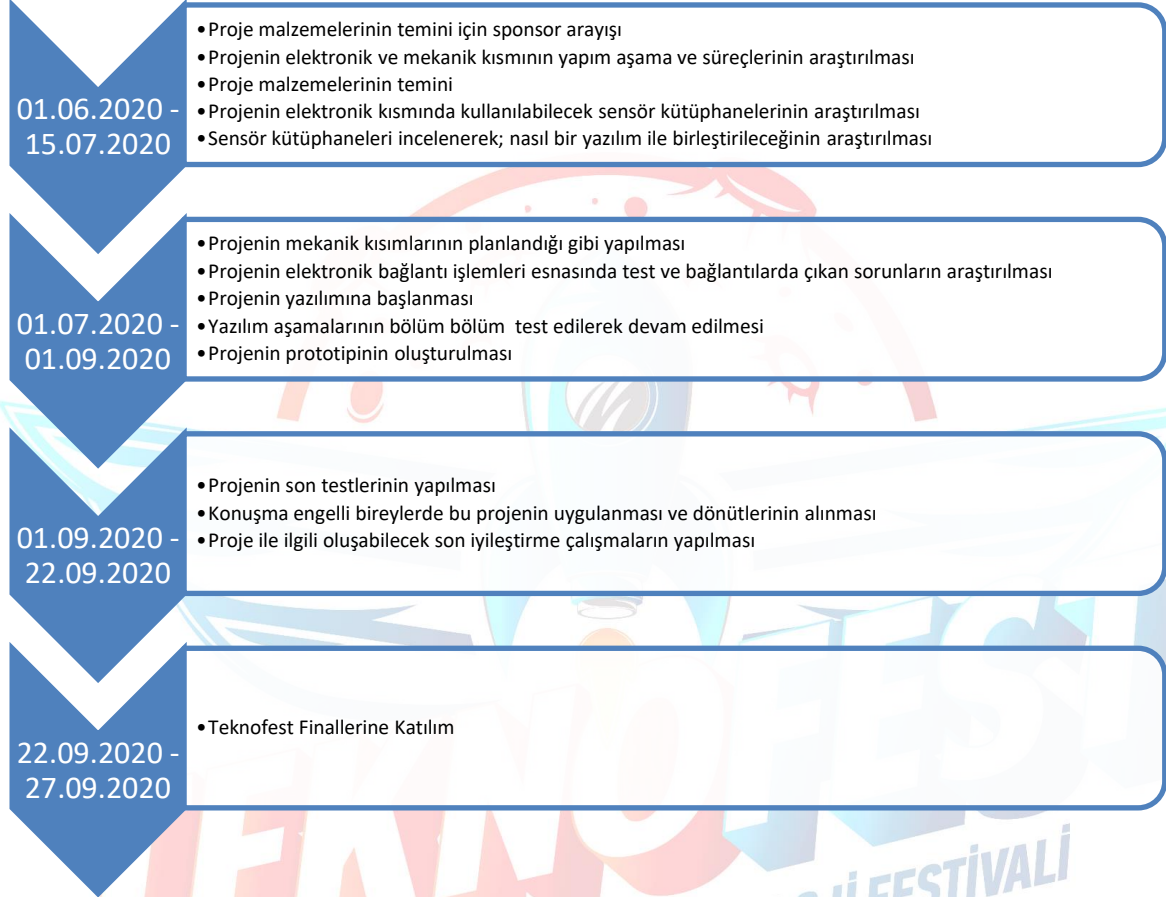 01.06.2020 -
15.07.2020
•Proje malzemelerinin temini için sponsor arayışı
•Projenin elektronik ve mekanik kısmının yapım aşama ve süreçlerinin araştırılması
•Proje malzemelerinin temini
•Projenin elektronik kısmında kullanılabilecek sensör kütüphanelerinin araştırılması
•Sensör kütüphaneleri incelenerek; nasıl bir yazılım ile birleştirileceğinin araştırılması
01.07.2020 -
01.09.2020
•Projenin mekanik kısımlarının planlandığı gibi yapılması
•Projenin elektronik bağlantı işlemleri esnasında test ve bağlantılarda çıkan sorunların araştırılması
•Projenin yazılımına başlanması
•Yazılım aşamalarının bölüm bölüm  test edilerek devam edilmesi
•Projenin prototipinin oluşturulması
01.09.2020 -
22.09.2020
•Projenin son testlerinin yapılması
•Konuşma engelli bireylerde bu projenin uygulanması ve dönütlerinin alınması
•Proje ile ilgili oluşabilecek son iyileştirme çalışmaların yapılması
22.09.2020 -
27.09.2020
•Teknofest Finallerine Katılım
TEKNOFEST
FESTİVALİ